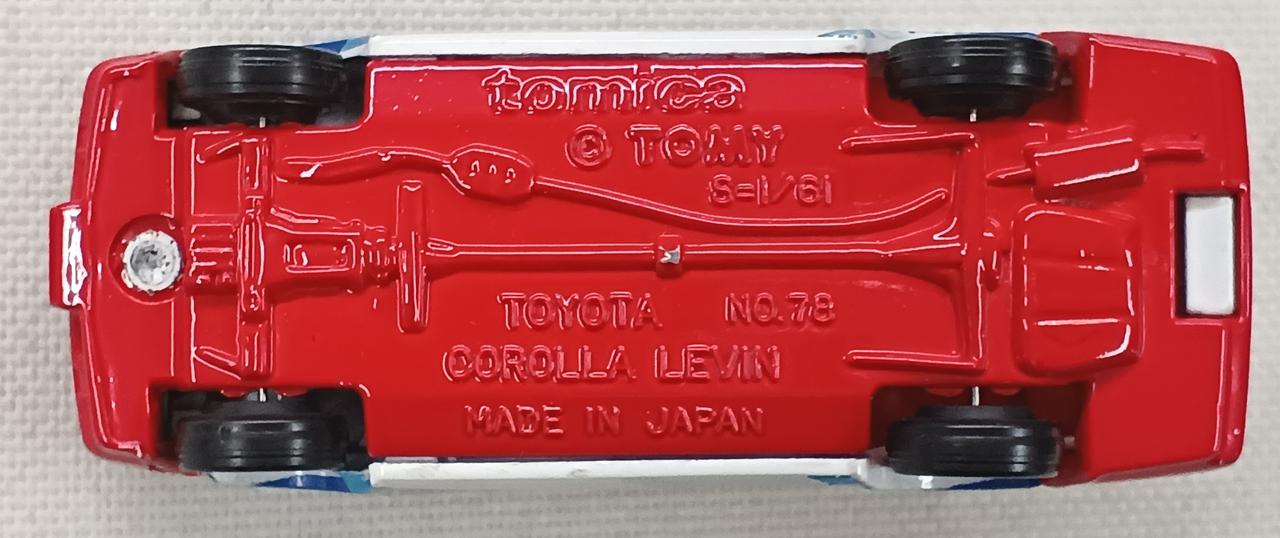 tomica
© TOMY
S=1/61
TOYOTA NO.78
COROLLA LEVIN
MADE IN JAPAN